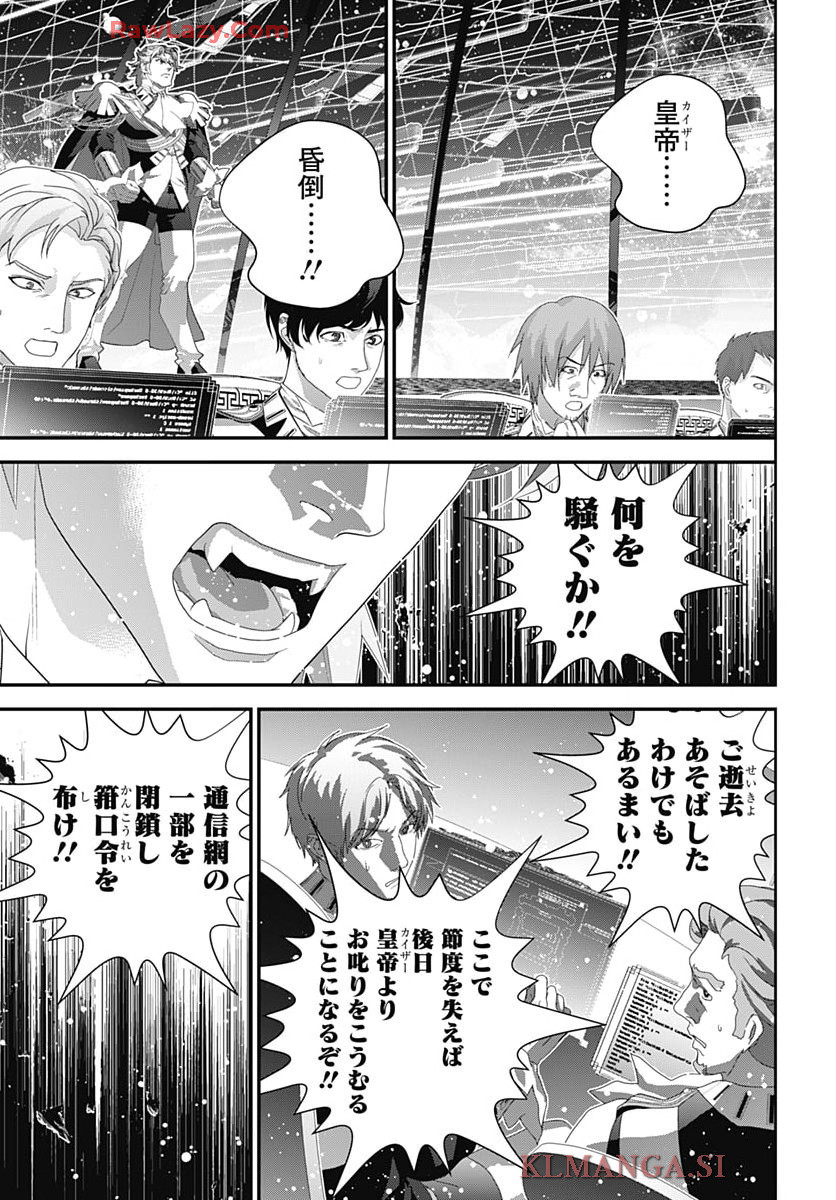 RawLazy.Com
皇帝……
カイザー
昏倒……!!
何を
騒ぐか!!
ご逝去
せいきよ
あそばした
わけでも
あるまい!!
ここで
節度を失えば
後日
皇帝より
カイザー
お叱りをこうむる
ことになるぞ!!
通信網の
一部を
閉鎖し
箝口令を
かんこうれい
布け!!
し
KLMANGA.SI